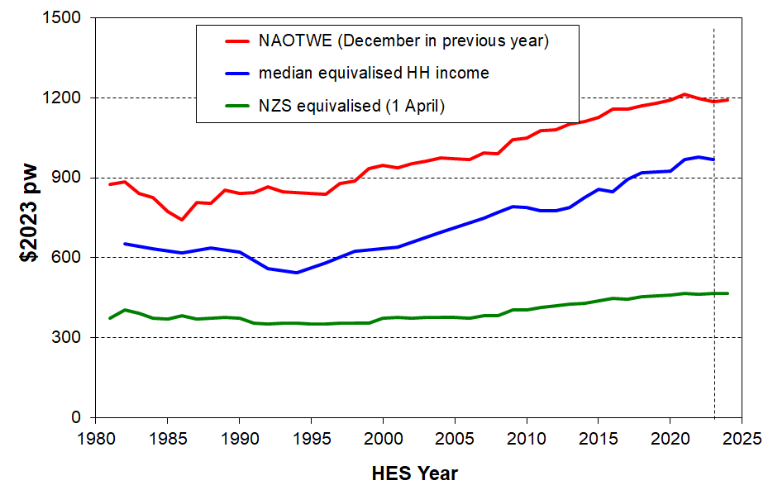 1500
NAOTWE (December in previous year)
median equivalised HH income
NZS equivalised (1 April)
1200
900
600
300
0
$2023 pw
1980 1985 1990 1995 2000 2005 2010 2015 2020 2025
HES Year